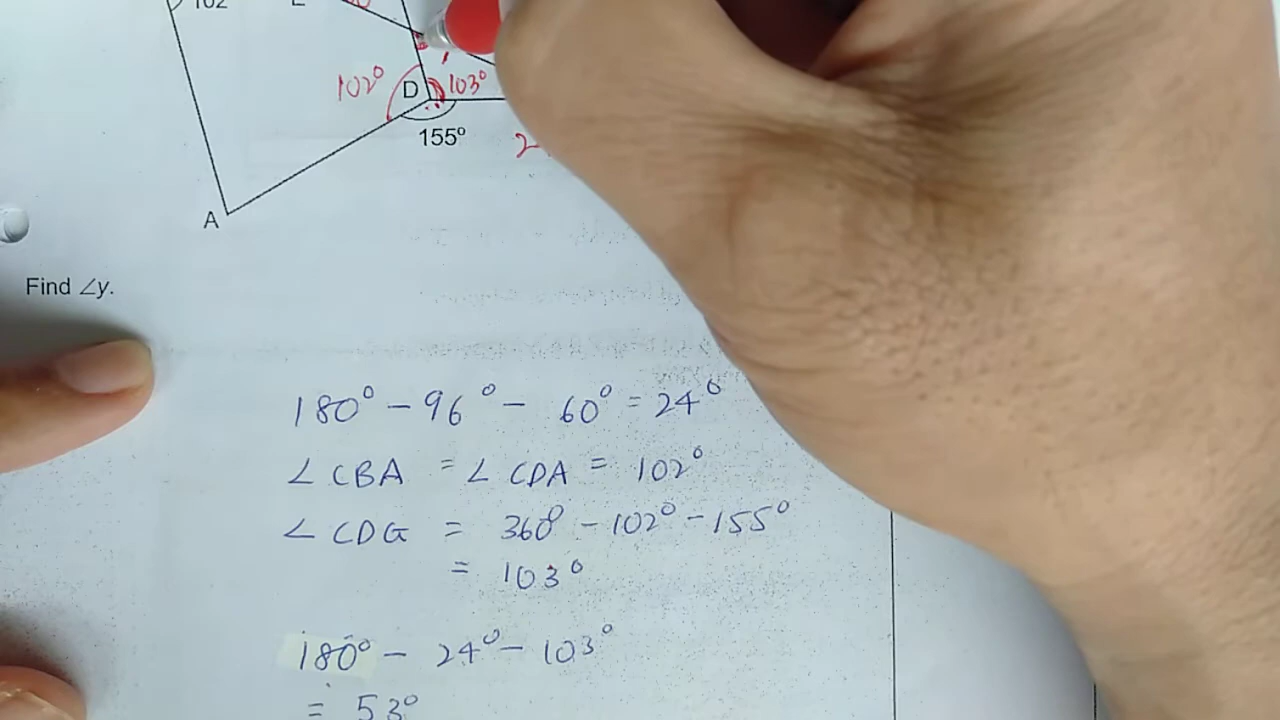 102
102°
D
103°
155°
2
A
Find ∠y.
180° - 96° - 60° = 24°
∠ CBA = ∠ CDA = 102°
∠ CDG = 360° - 102° - 155°
= 103°
180° - 24° - 103°
= 53°